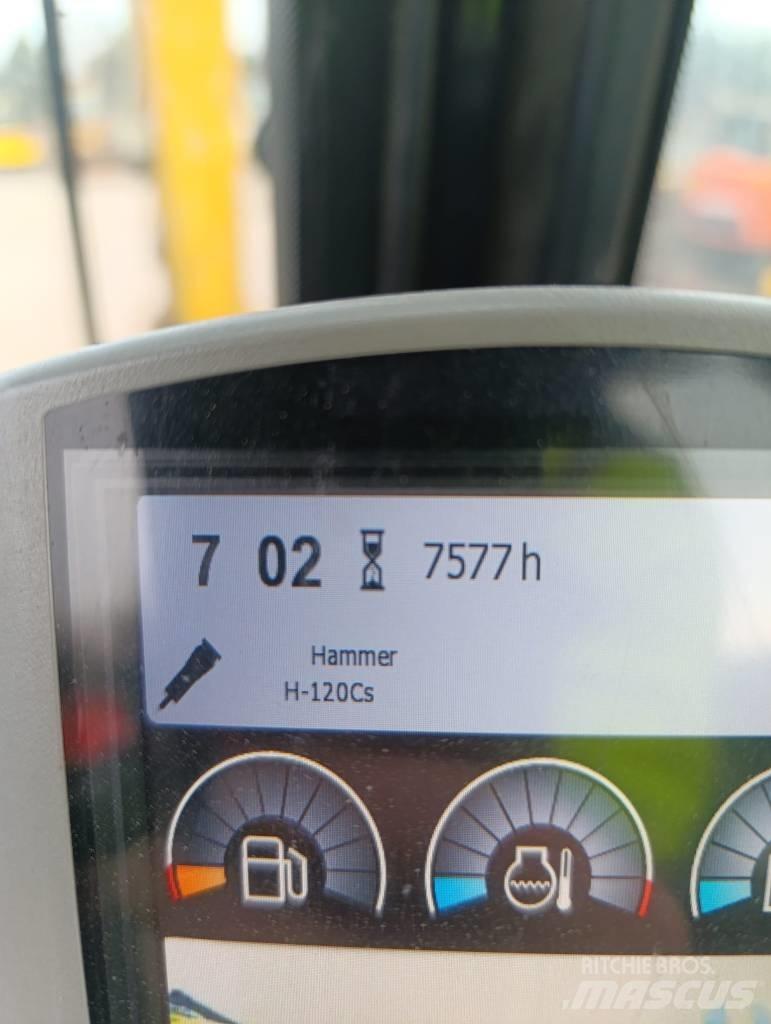 7 02 7577 h
Hammer
H-120Cs
RITCHIE BROS.
MASCUS